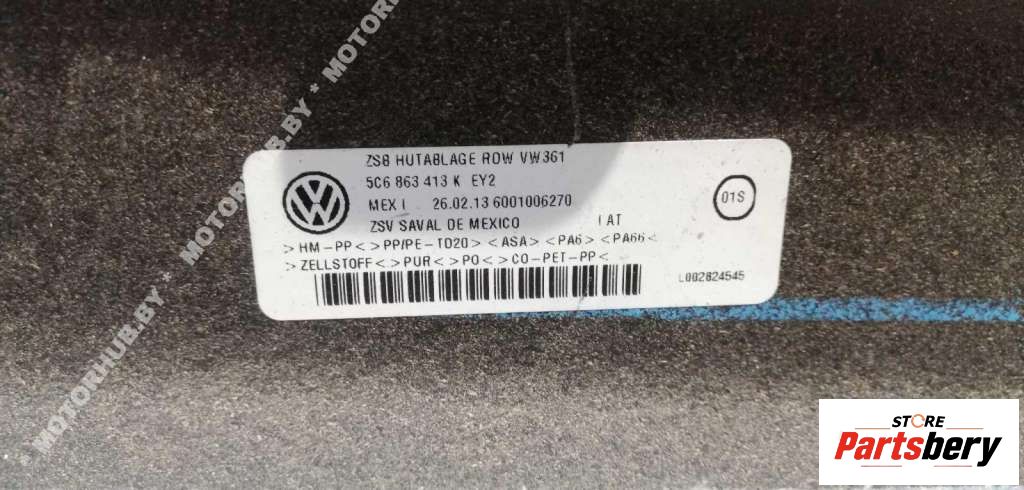 ZSB HUTABLAGE ROW VW361
5C6 863 413 K EY2
MEX I 26.02.13 6001006270
ZSV SAVAL DE MEXICO I AT
>HM-PP<>PP/PE-TD20><ASA><PA6><PA66<
>ZELLSTOFF<>PUR<>PO<>CO-PET-PP<
01S
L002824545
* MOTORHUB.BY * MOTORHUB.BY * MOTORHUB.BY
STORE
Partsbery